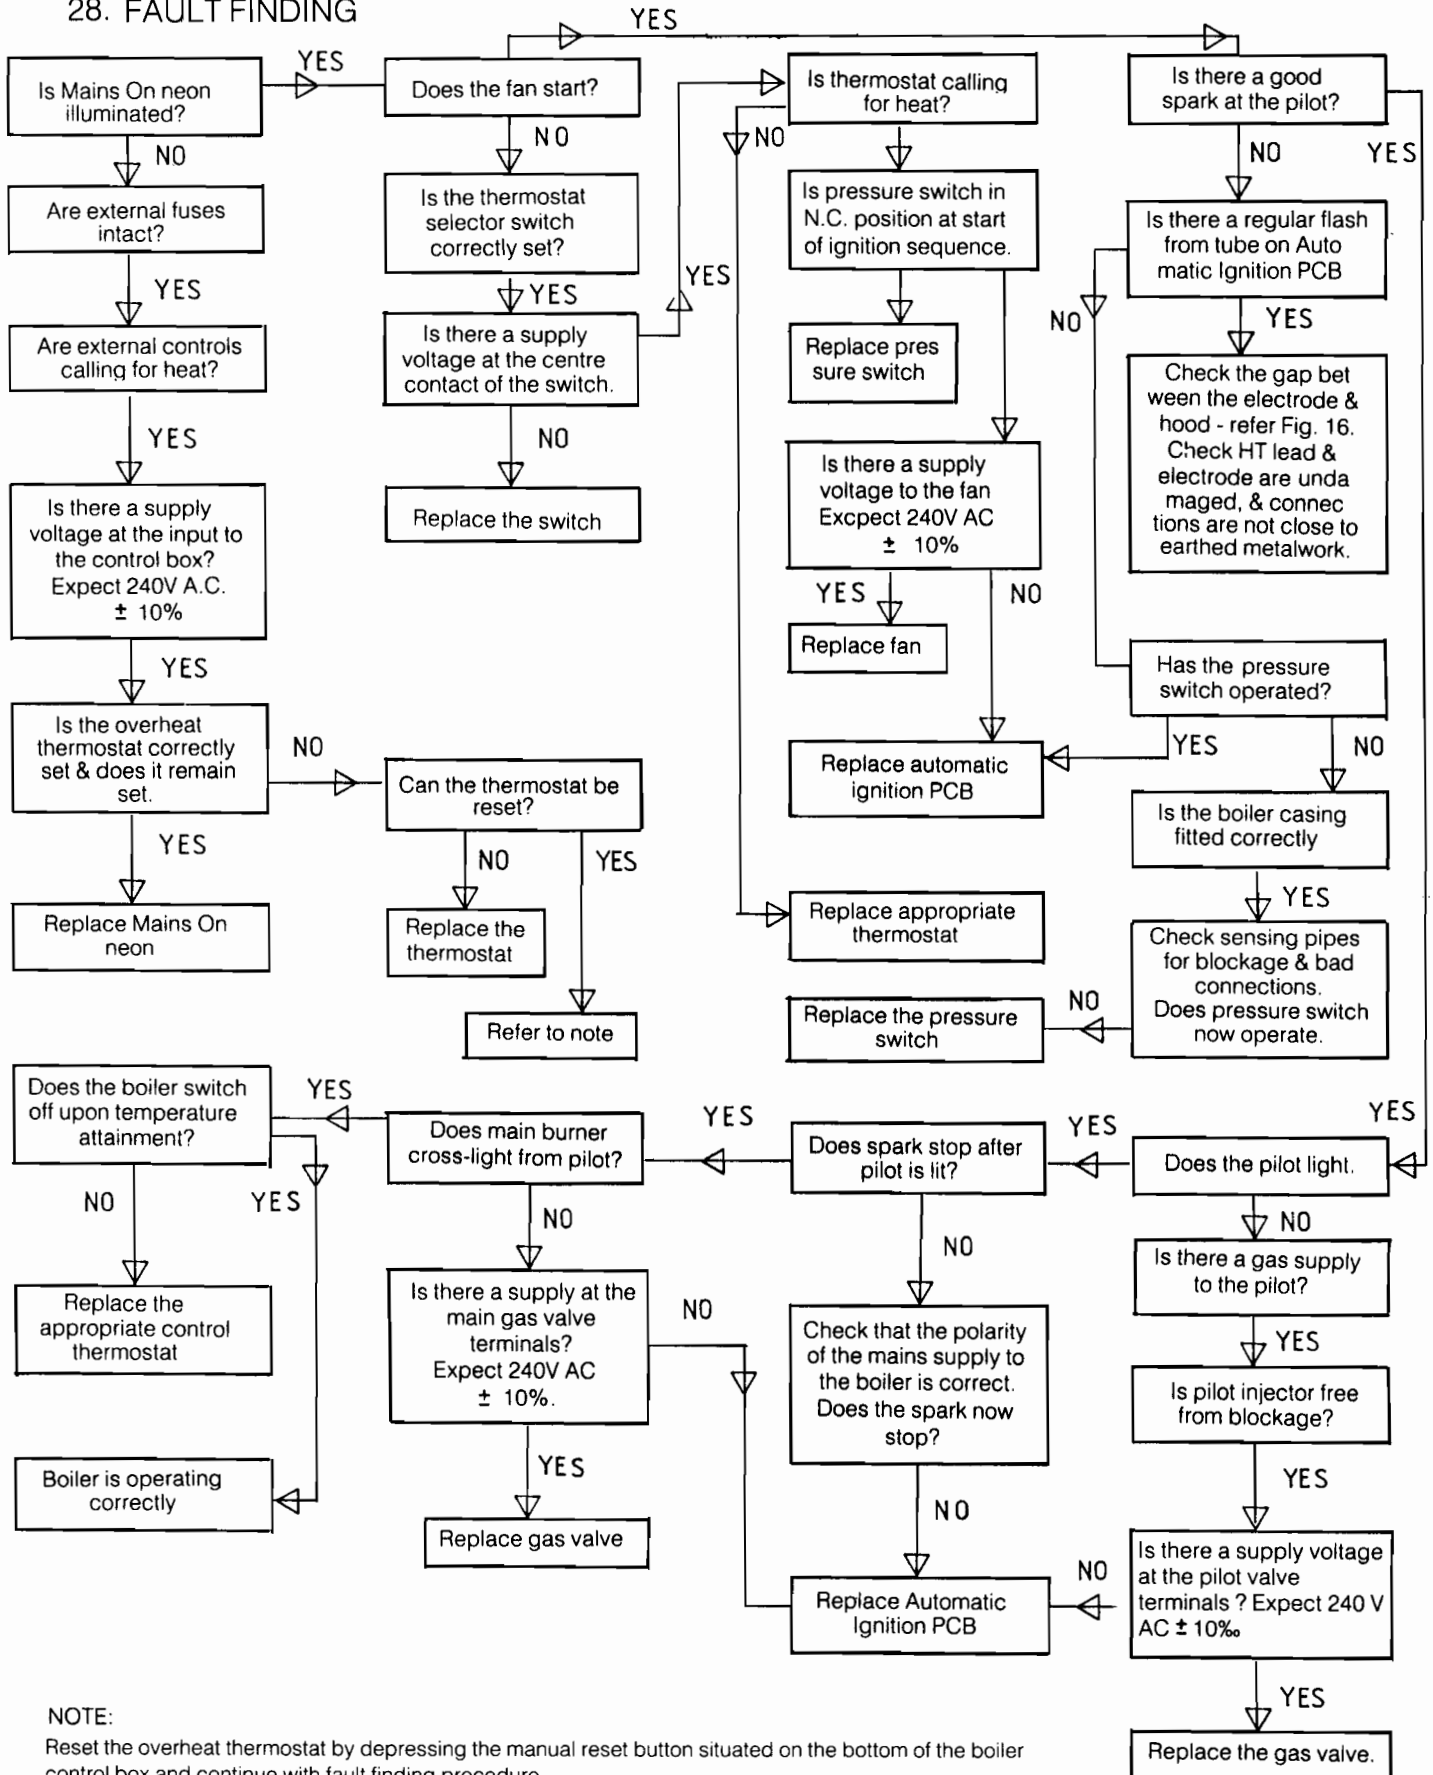 28. FAULT FINDING
YES
Is Mains On neon
illuminated?
YES
NO
Are external fuses
intact?
YES
Are external controls
calling for heat?
YES
Is there a supply
voltage at the input to
the control box?
Expect 240V A.C.
± 10%
YES
Is the overheat
thermostat correctly
set & does it remain
set.
NO
YES
Replace Mains On
neon
Does the fan start?
NO
Is the thermostat
selector switch
correctly set?
YES
Is there a supply
voltage at the centre
contact of the switch.
YES
NO
Replace the switch
Can the thermostat be
reset?
NO
YES
Replace the
thermostat
Refer to note
Is thermostat calling
for heat?
NO
Is pressure switch in
N.C. position at start
of ignition sequence.
Replace pres
sure switch
Is there a supply
voltage to the fan
Excpect 240V AC
± 10%
YES
NO
Replace fan
Replace automatic
ignition PCB
Replace appropriate
thermostat
Replace the pressure
switch
Is there a good
spark at the pilot?
NO
YES
Is there a regular flash
from tube on Auto
matic Ignition PCB
NO
YES
Check the gap bet
ween the electrode &
hood - refer Fig. 16.
Check HT lead &
electrode are unda
maged, & connec
tions are not close to
earthed metalwork.
Has the pressure
switch operated?
YES
NO
Is the boiler casing
fitted correctly
YES
Check sensing pipes
for blockage & bad
connections.
Does pressure switch
now operate.
NO
YES
Does the pilot light.
YES
NO
Is there a gas supply
to the pilot?
YES
Is pilot injector free
from blockage?
YES
Is there a supply voltage
at the pilot valve
terminals ? Expect 240 V
AC ± 10‰
NO
YES
Replace the gas valve.
Does spark stop after
pilot is lit?
YES
NO
Check that the polarity
of the mains supply to
the boiler is correct.
Does the spark now
stop?
NO
Replace Automatic
Ignition PCB
Does main burner
cross-light from pilot?
YES
NO
Is there a supply at the
main gas valve
terminals?
Expect 240V AC
± 10%.
NO
YES
Replace gas valve
Does the boiler switch
off upon temperature
attainment?
NO
YES
Replace the
appropriate control
thermostat
Boiler is operating
correctly
NOTE:
Reset the overheat thermostat by depressing the manual reset button situated on the bottom of the boiler
control box and continue with fault finding procedure